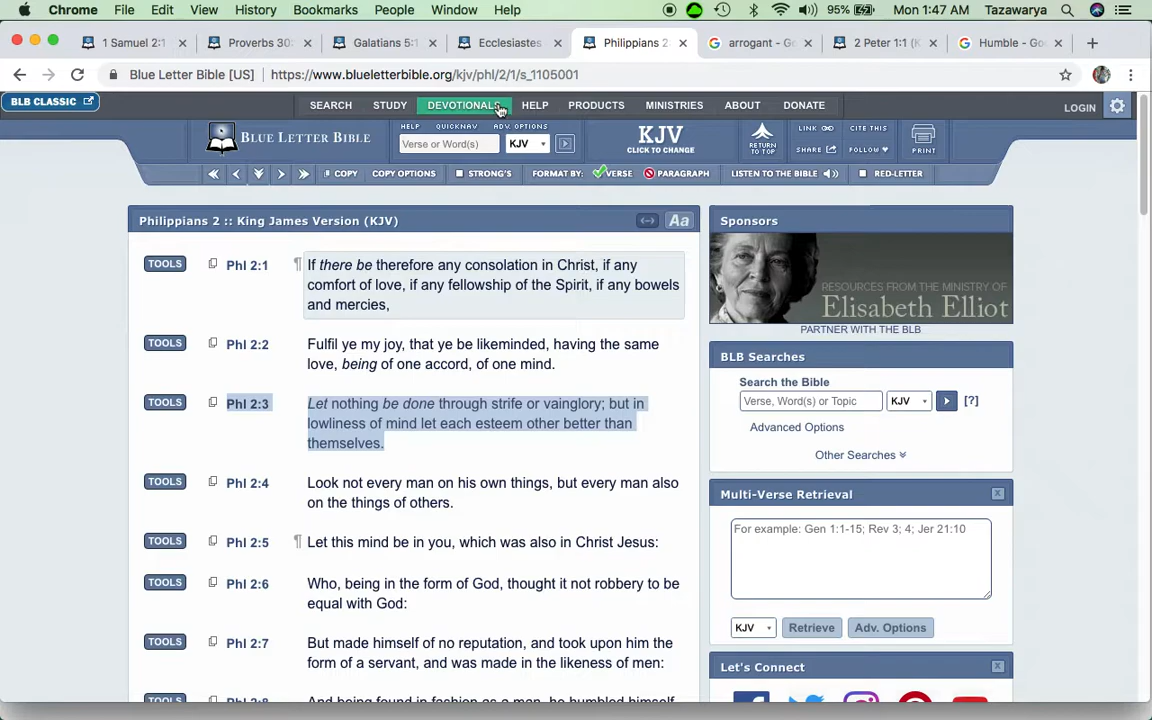 Chrome File Edit View History Bookmarks People Window Help 95% Mon 1:47 AM Tazawarya
1 Samuel 2:1 Proverbs 30: Galatians 5:1 Ecclesiastes Philippians 2 arrogant - Go 2 Peter 1:1 (K Humble - Goo
Blue Letter Bible [US] https://www.blueletterbible.org/kjv/phl/2/1/s_1105001
BLB CLASSIC
SEARCH STUDY DEVOTIONALS HELP PRODUCTS MINISTRIES ABOUT DONATE LOGIN
BLUE LETTER BIBLE
HELP QUICKNAV ADV. OPTIONS
Verse or Word(s) KJV
KJV
CLICK TO CHANGE
RETURN
TO TOP
LINK CITE THIS
SHARE FOLLOW
PRINT
COPY COPY OPTIONS STRONG'S FORMAT BY: VERSE PARAGRAPH LISTEN TO THE BIBLE RED-LETTER
Philippians 2 :: King James Version (KJV) Aa
TOOLS Phl 2:1 ¶ If there be therefore any consolation in Christ, if any
comfort of love, if any fellowship of the Spirit, if any bowels
and mercies,
TOOLS Phl 2:2 Fulfil ye my joy, that ye be likeminded, having the same
love, being of one accord, of one mind.
TOOLS Phl 2:3 Let nothing be done through strife or vainglory; but in
lowliness of mind let each esteem other better than
themselves.
TOOLS Phl 2:4 Look not every man on his own things, but every man also
on the things of others.
TOOLS Phl 2:5 ¶ Let this mind be in you, which was also in Christ Jesus:
TOOLS Phl 2:6 Who, being in the form of God, thought it not robbery to be
equal with God:
TOOLS Phl 2:7 But made himself of no reputation, and took upon him the
form of a servant, and was made in the likeness of men:
TOOLS Phl 2:8 And being found in fashion as a man, he humbled himself
Sponsors
RESOURCES FROM THE MINISTRY OF
Elisabeth Elliot
PARTNER WITH THE BLB
BLB Searches
Search the Bible
Verse, Word(s) or Topic KJV [?]
Advanced Options
Other Searches
Multi-Verse Retrieval
For example: Gen 1:1-15; Rev 3; 4; Jer 21:10
KJV Retrieve Adv. Options
Let's Connect